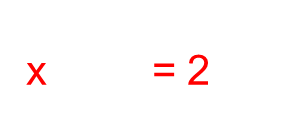 x = 2